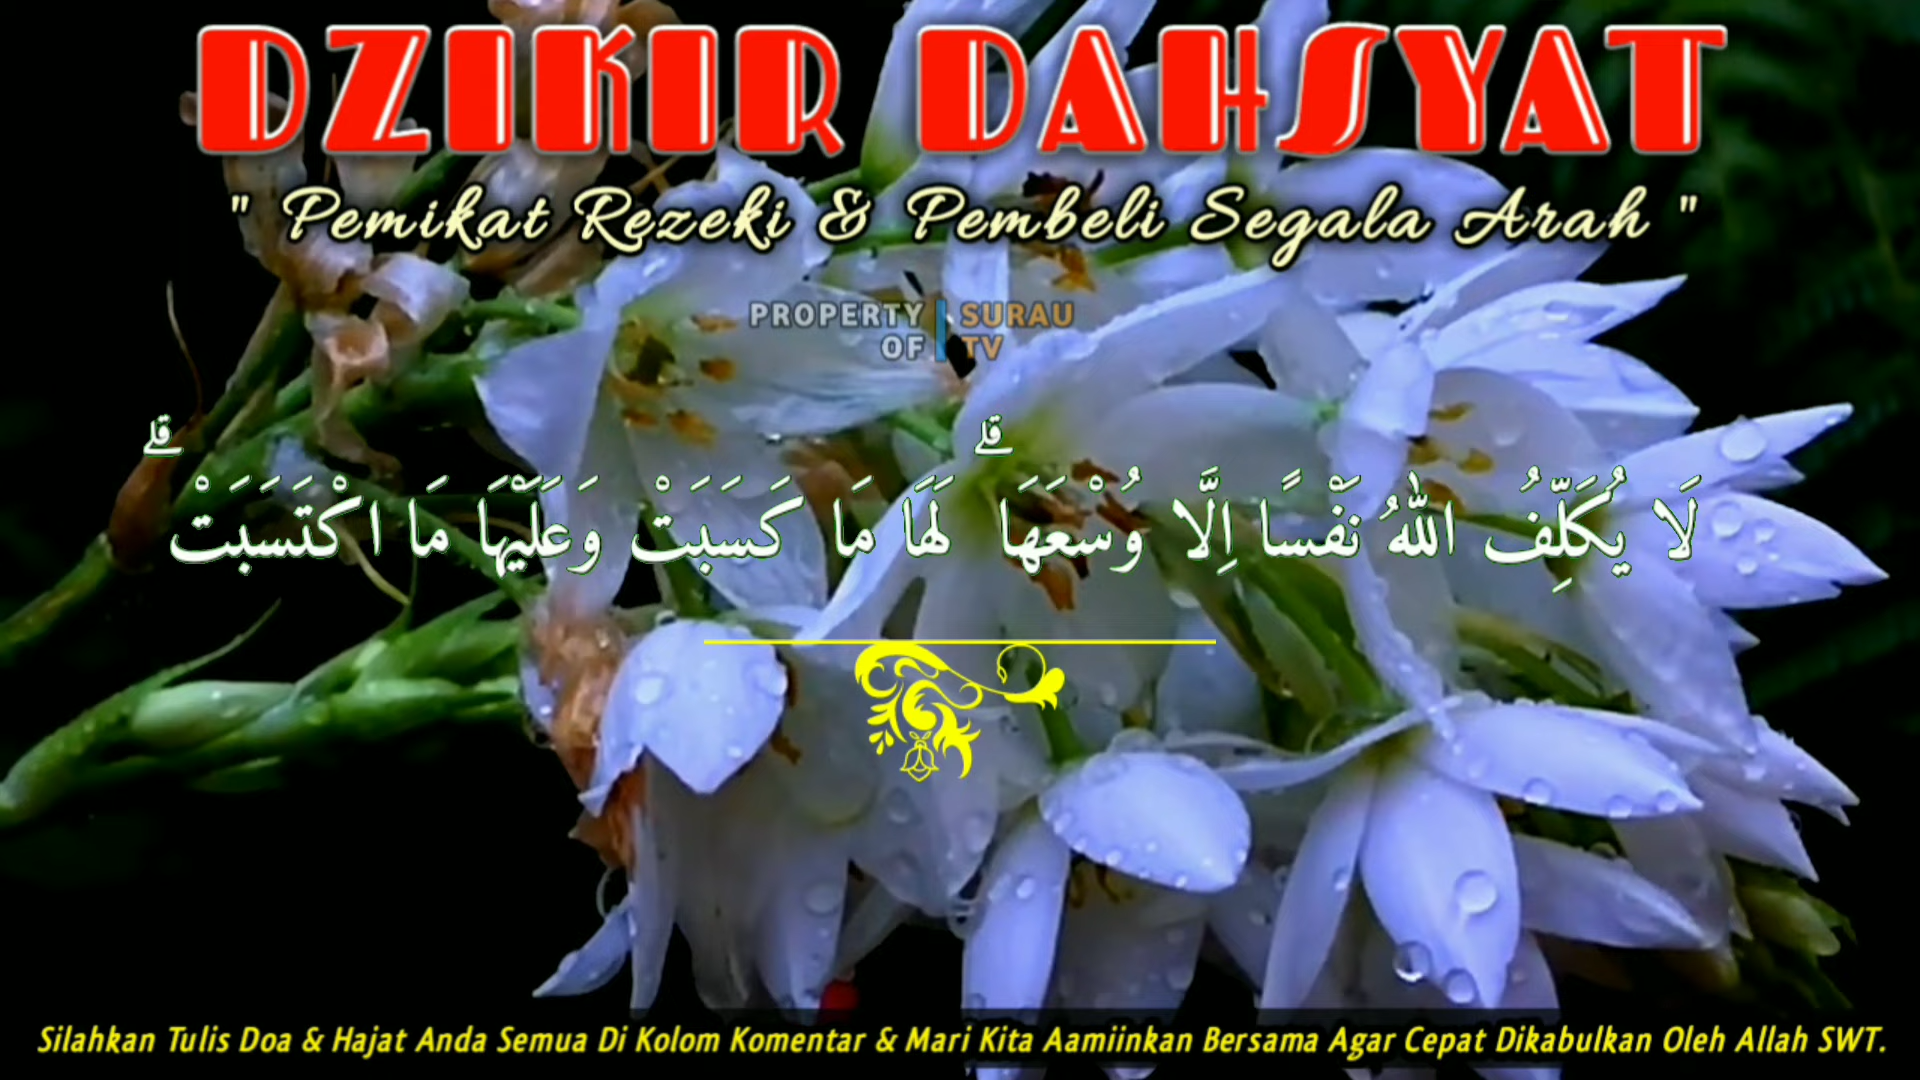 DZIKIR DAHSYAT
" Pemikat Rezeki & Pembeli Segala Arah "
PROPERTY OF | SURAU TV
لَا يُكَلِّفُ اللّٰهُ نَفْسًا اِلَّا وُسْعَهَا ۗ لَهَا مَا كَسَبَتْ وَعَلَيْهَا مَا اكْتَسَبَتْ ۗ
Silahkan Tulis Doa & Hajat Anda Semua Di Kolom Komentar & Mari Kita Aamiinkan Bersama Agar Cepat Dikabulkan Oleh Allah SWT.